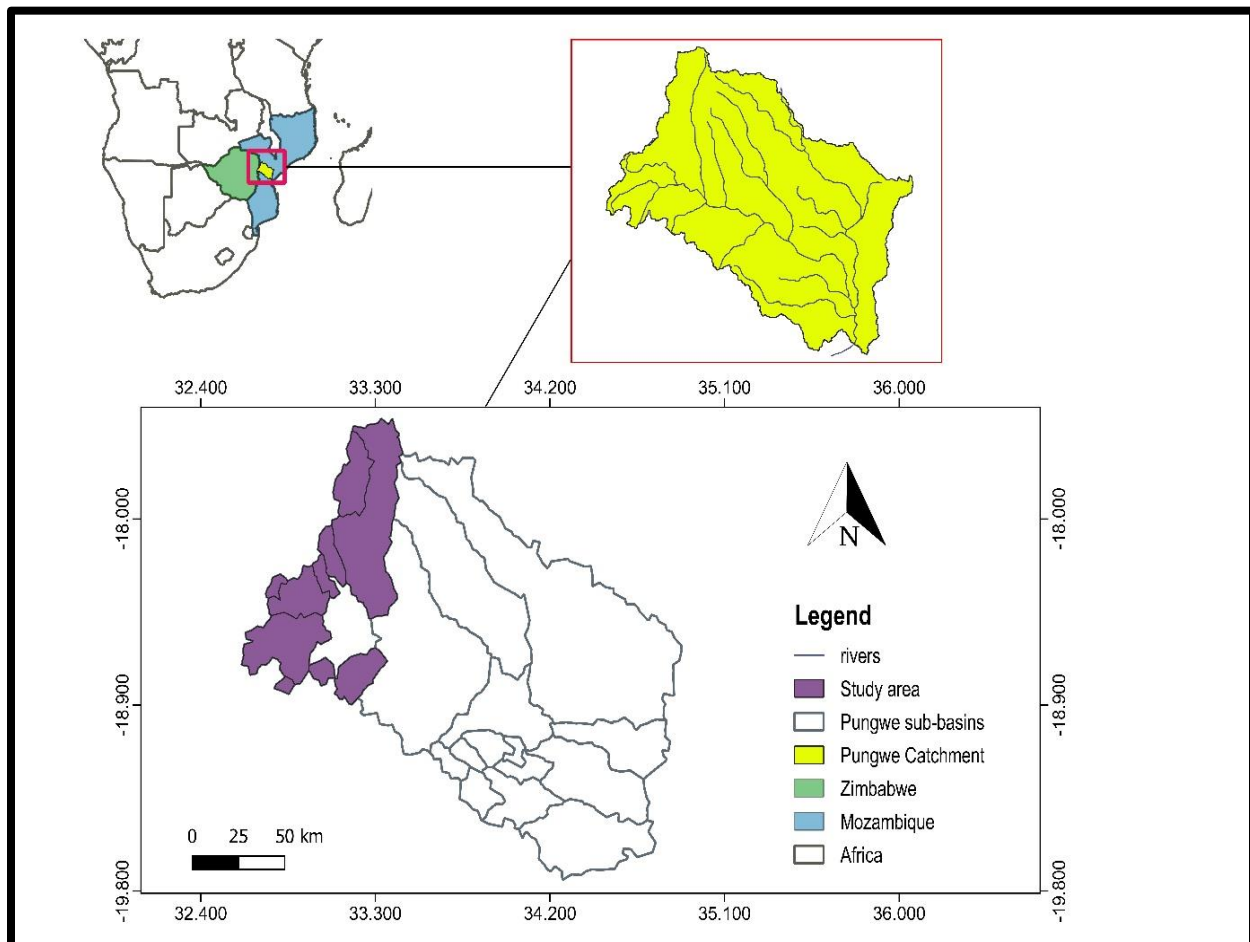 32.400 33.300 34.200 35.100 36.000
-18.000 -18.000
N
Legend
rivers
Study area
-18.900 -18.900
Pungwe sub-basins
Pungwe Catchment
Zimbabwe
Mozambique
Africa
0 25 50 km
-19.800 -19.800
32.400 33.300 34.200 35.100 36.000